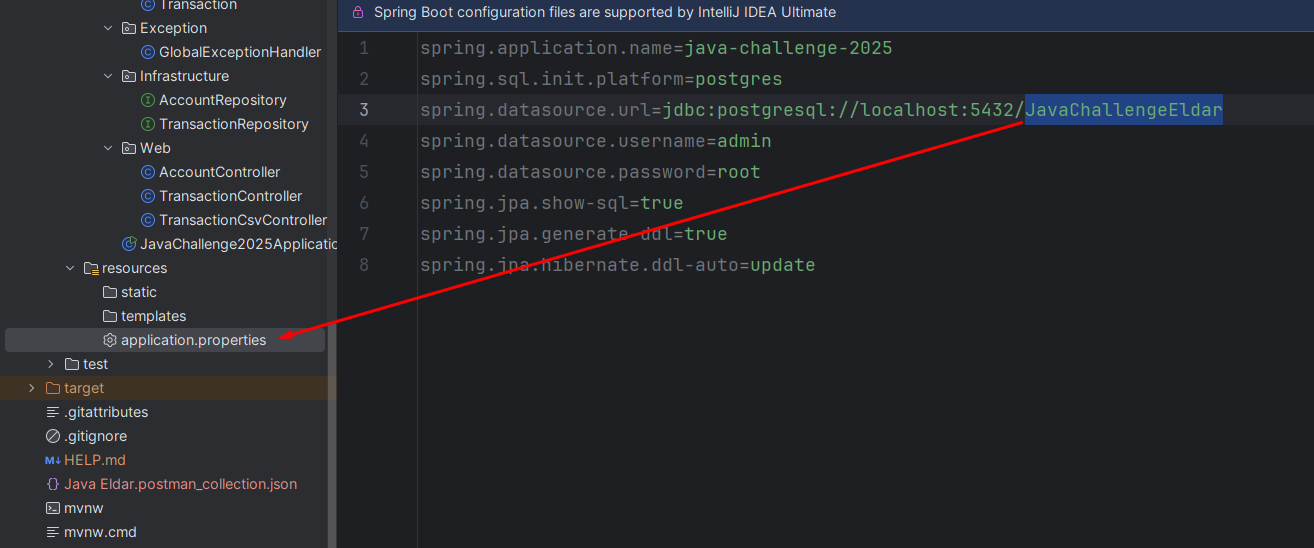 Transaction
Exception
GlobalExceptionHandler
Infrastructure
AccountRepository
TransactionRepository
Web
AccountController
TransactionController
TransactionCsvController
JavaChallenge2025Applicatio
resources
static
templates
application.properties
test
target
.gitattributes
.gitignore
M↓ HELP.md
{} Java Eldar.postman_collection.json
mvnw
mvnw.cmd
Spring Boot configuration files are supported by IntelliJ IDEA Ultimate
1 spring.application.name=java-challenge-2025
2 spring.sql.init.platform=postgres
3 spring.datasource.url=jdbc:postgresql://localhost:5432/JavaChallengeEldar
4 spring.datasource.username=admin
5 spring.datasource.password=root
6 spring.jpa.show-sql=true
7 spring.jpa.generate-ddl=true
8 spring.jpa.hibernate.ddl-auto=update